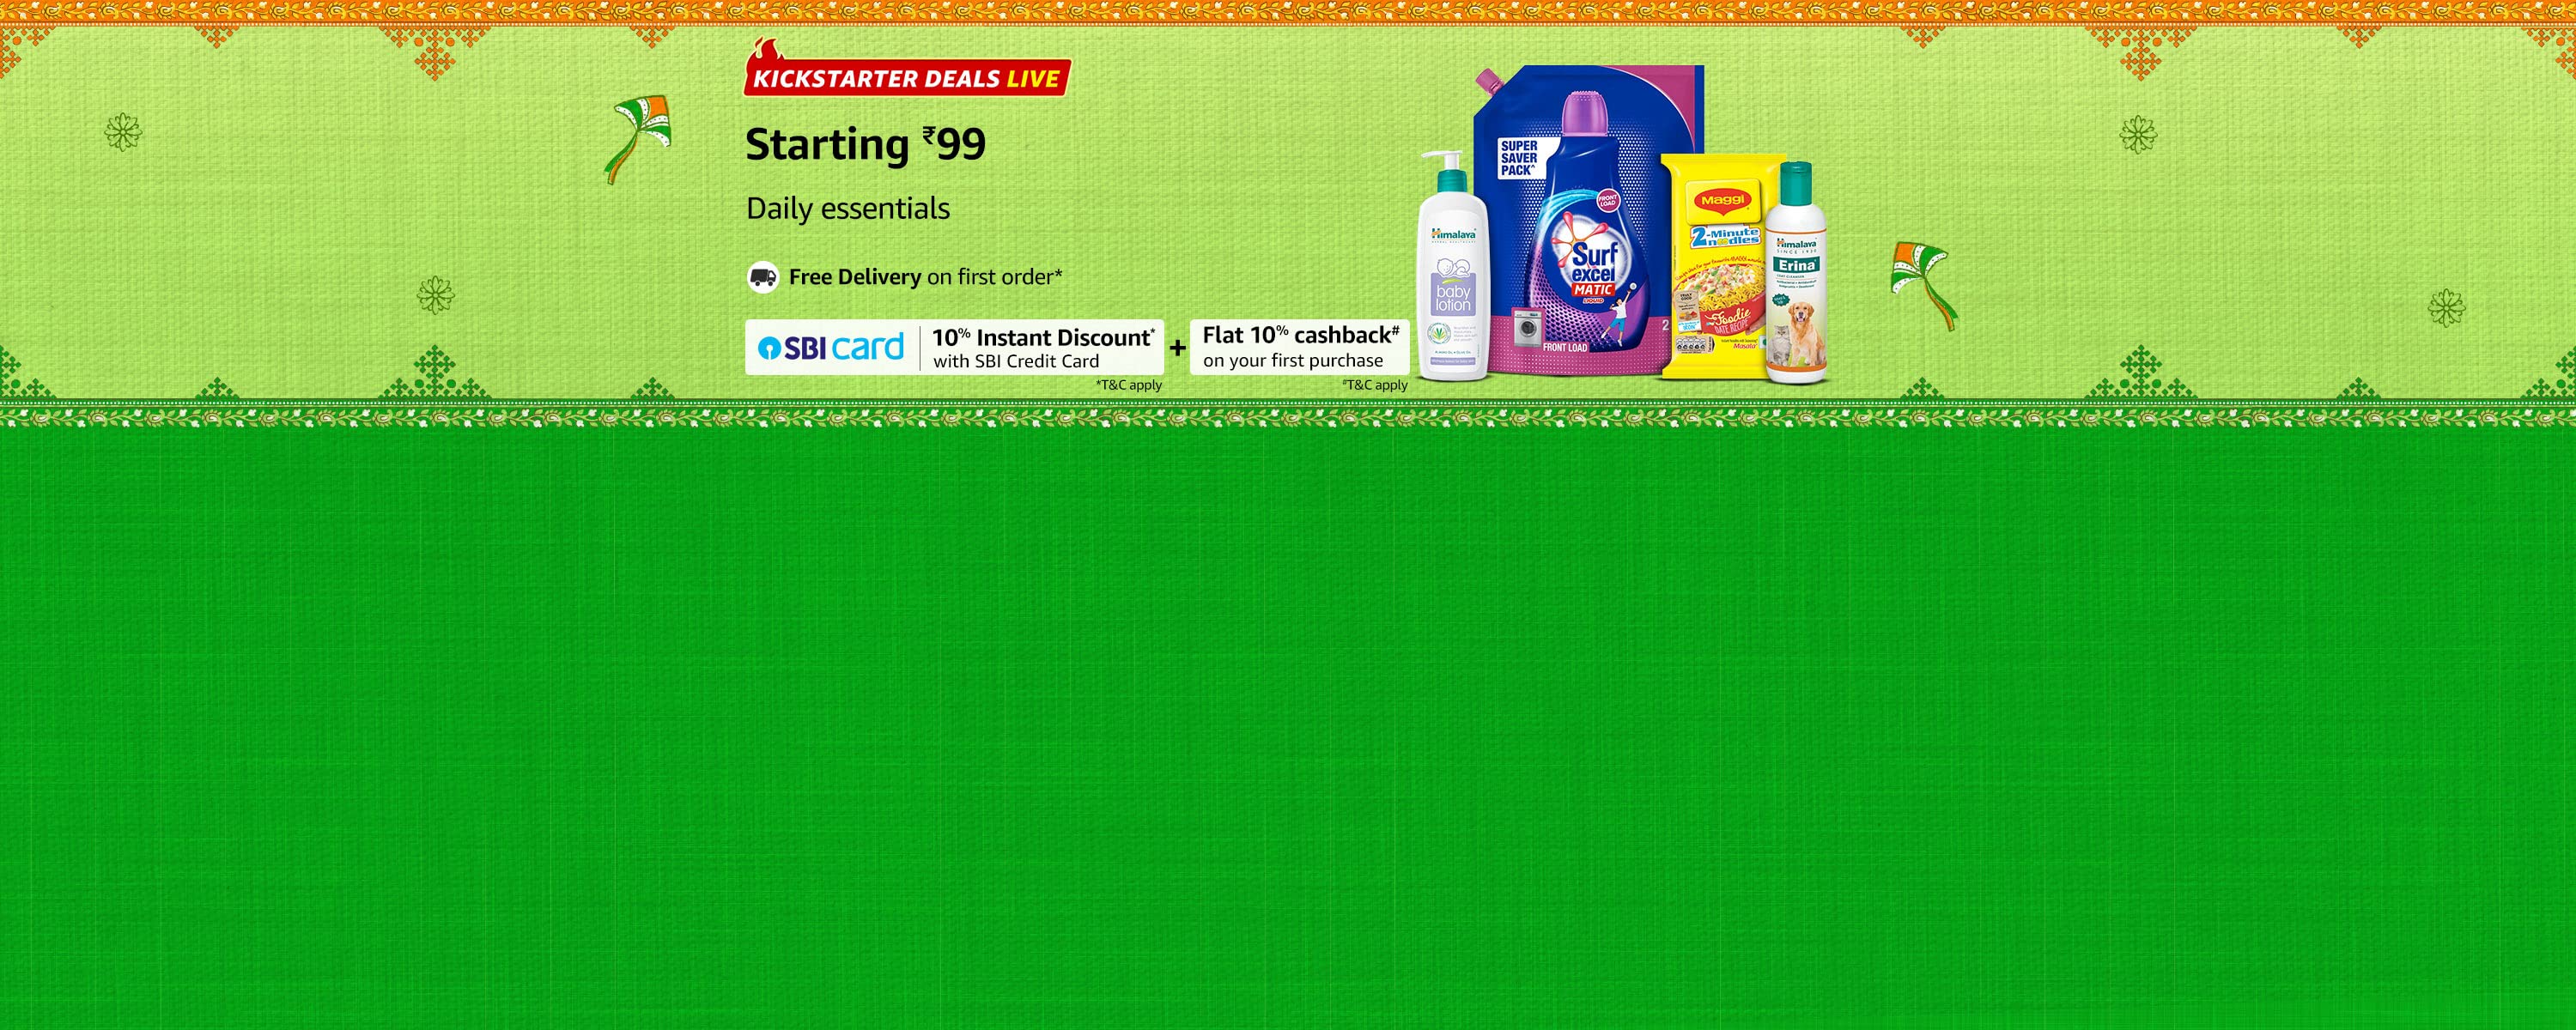 KICKSTARTER DEALS LIVE
Starting ₹99
Daily essentials
Free Delivery on first order*
SBI card
10% Instant Discount*
with SBI Credit Card
+
Flat 10% cashback#
on your first purchase
*T&C apply
#T&C apply
Himalaya
baby
lotion
SUPER
SAVER
PACK^
FRONT
LOAD
Surf
excel
MATIC
LIQUID
FRONT LOAD
2
Maggi
2-Minute
noodles
Masala
Himalaya
SINCE 1930
Erina